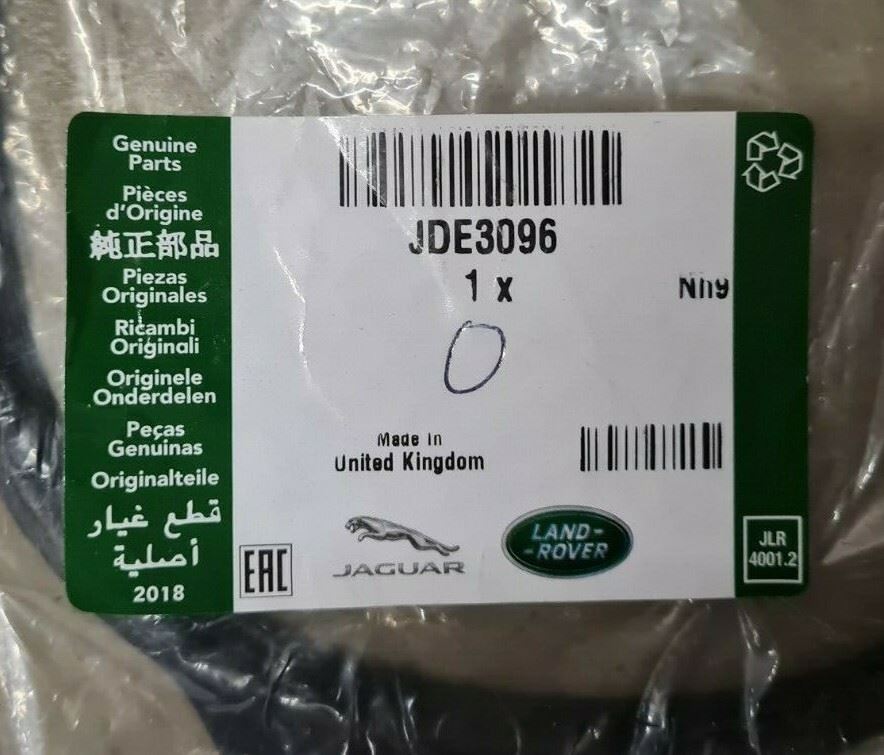 Genuine
Parts
Pièces
d'Origine
純正部品
Piezas
Originales
Ricambi
Originali
Originele
Onderdelen
Peças
Genuinas
Originalteile
قطع غيار
أصلية
2018
JDE3096
1 x
Nh9
0
Made in
United Kingdom
EAC
JAGUAR
LAND-
-ROVER
JLR
4001.2